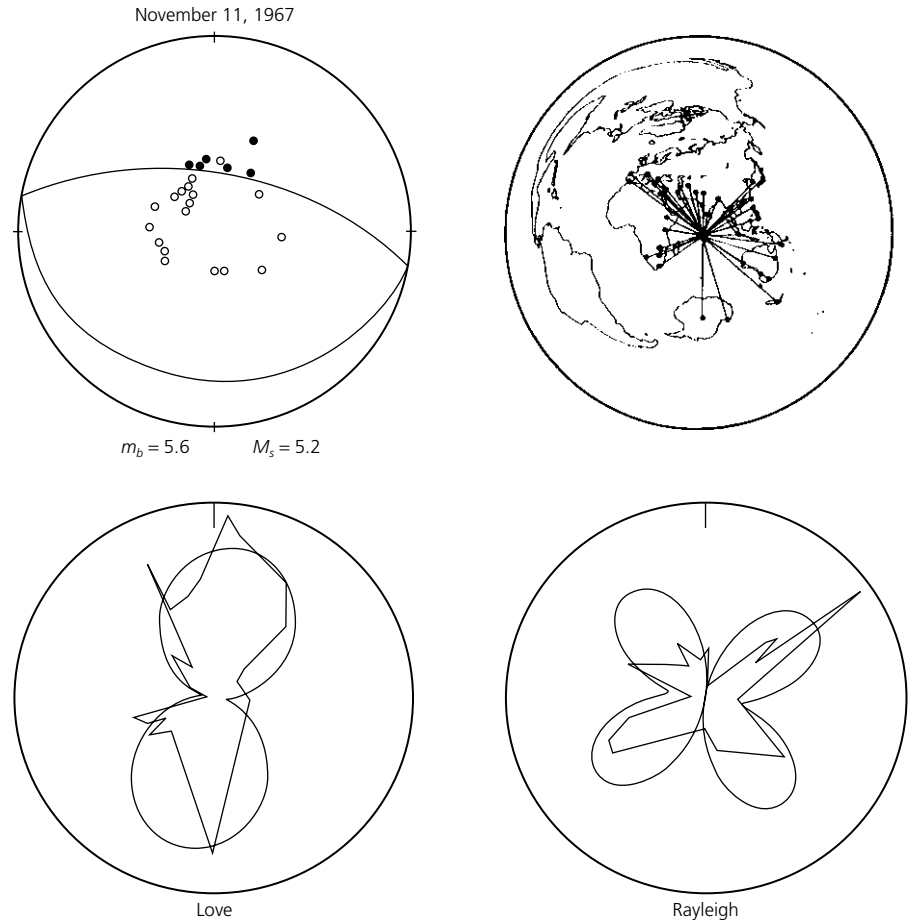 November 11, 1967
m_b = 5.6
M_s = 5.2
Love
Rayleigh